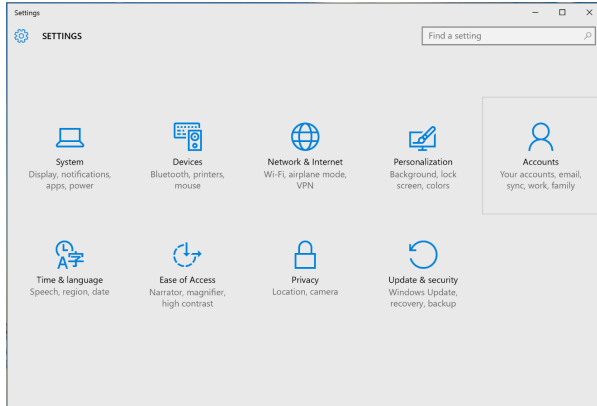 Settings
SETTINGS
Find a setting
System
Display, notifications,
apps, power
Devices
Bluetooth, printers,
mouse
Network & Internet
Wi-Fi, airplane mode,
VPN
Personalization
Background, lock
screen, colors
Accounts
Your accounts, email,
sync, work, family
Time & language
Speech, region, date
Ease of Access
Narrator, magnifier,
high contrast
Privacy
Location, camera
Update & security
Windows Update,
recovery, backup